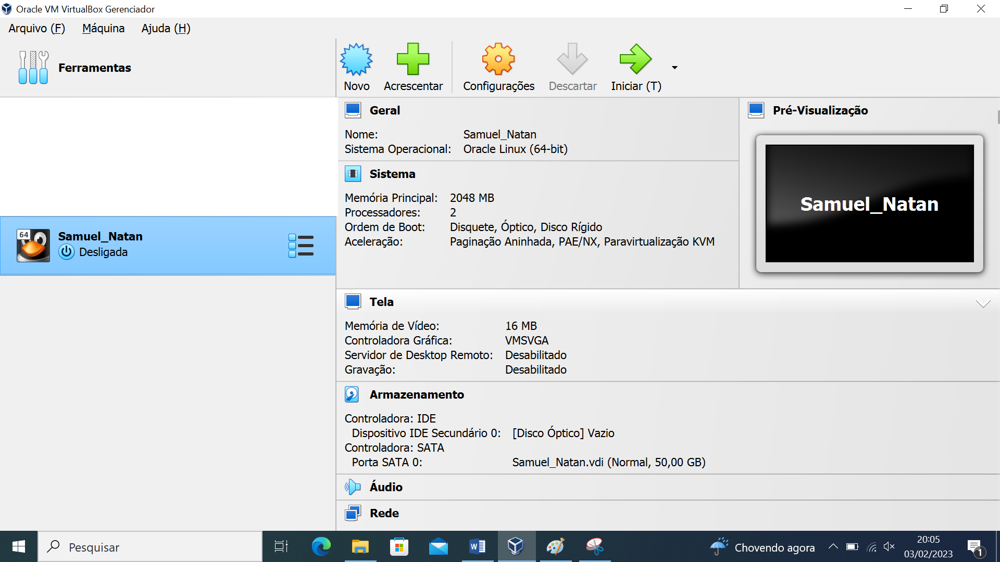 Oracle VM VirtualBox Gerenciador
Arquivo (F) Máquina Ajuda (H)
Ferramentas
Novo Acrescentar Configurações Descartar Iniciar (T)
64
Samuel_Natan
Desligada
Geral
Nome: Samuel_Natan
Sistema Operacional: Oracle Linux (64-bit)
Sistema
Memória Principal: 2048 MB
Processadores: 2
Ordem de Boot: Disquete, Óptico, Disco Rígido
Aceleração: Paginação Aninhada, PAE/NX, Paravirtualização KVM
Pré-Visualização
Samuel_Natan
Tela
Memória de Vídeo: 16 MB
Controladora Gráfica: VMSVGA
Servidor de Desktop Remoto: Desabilitado
Gravação: Desabilitado
Armazenamento
Controladora: IDE
Dispositivo IDE Secundário 0: [Disco Óptico] Vazio
Controladora: SATA
Porta SATA 0: Samuel_Natan.vdi (Normal, 50,00 GB)
Áudio
Rede
Pesquisar
W
Chovendo agora
20:05
03/02/2023
1